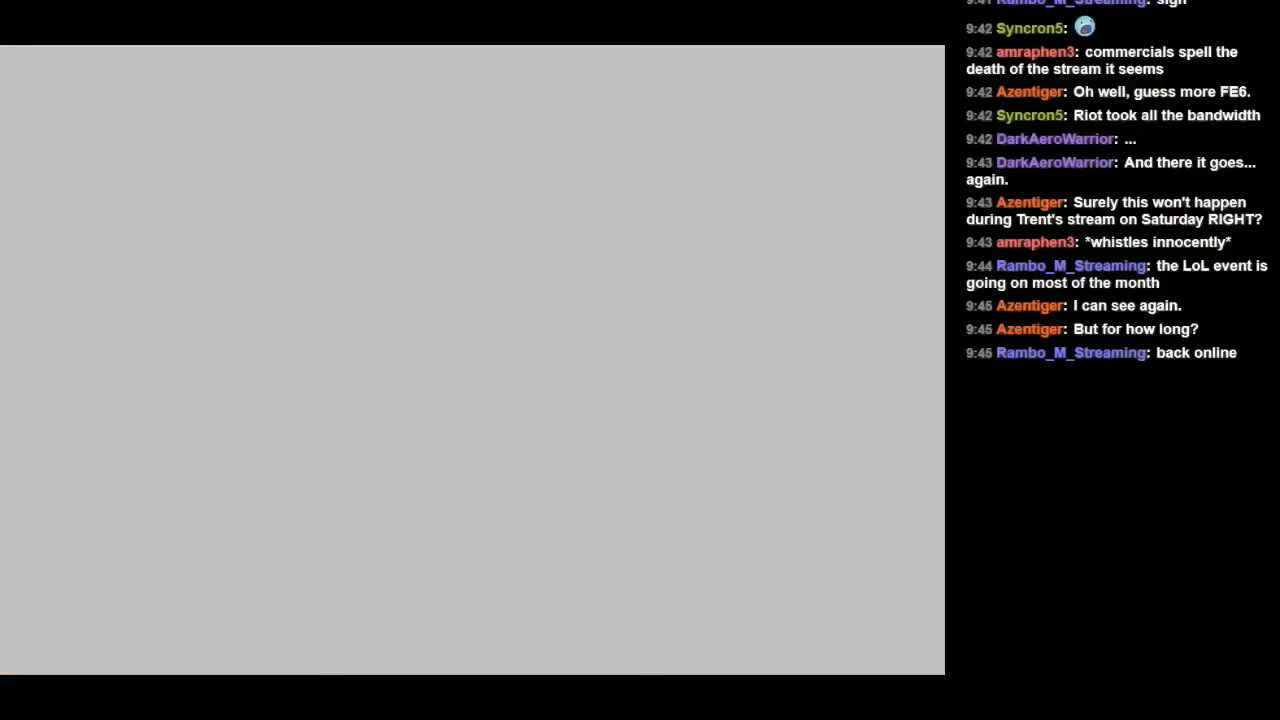 9:41 Rambo_M_Streaming: sigh
9:42 Syncron5:
9:42 amraphen3: commercials spell the
death of the stream it seems
9:42 Azentiger: Oh well, guess more FE6.
9:42 Syncron5: Riot took all the bandwidth
9:42 DarkAeroWarrior: ...
9:43 DarkAeroWarrior: And there it goes...
again.
9:43 Azentiger: Surely this won't happen
during Trent's stream on Saturday RIGHT?
9:43 amraphen3: *whistles innocently*
9:44 Rambo_M_Streaming: the LoL event is
going on most of the month
9:45 Azentiger: I can see again.
9:45 Azentiger: But for how long?
9:45 Rambo_M_Streaming: back online